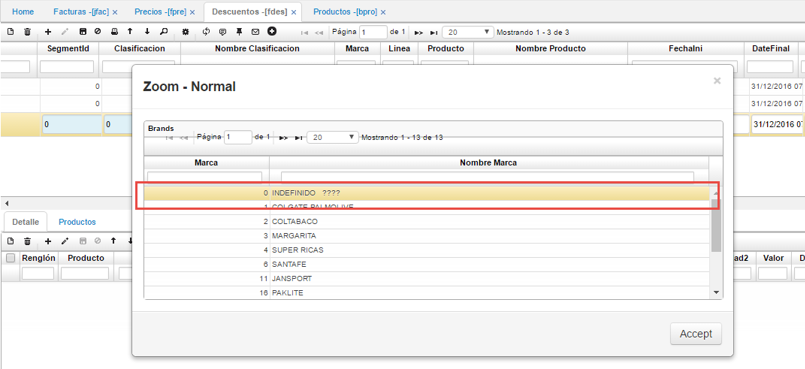 Home Facturas -[jfac] × Precios -[fpre] × Descuentos -[fdes] × Productos -[bpro] ×
Página 1 de 1 20 Mostrando 1 - 3 de 3
SegmentId Clasificacion Nombre Clasificacion Marca Linea Producto Nombre Producto FechaIni DateFinal
0 31/12/2016 07
0 31/12/2016 07
0 0 31/12/2016 07
Zoom - Normal ×
Brands
Página 1 de 1 20 Mostrando 1 - 13 de 13
Marca Nombre Marca
0 INDEFINIDO ????
1 COLGATE PALMOLIVE
2 COLTABACO
3 MARGARITA
4 SUPER RICAS
6 SANTAFE
11 JANSPORT
16 PAKLITE
Accept
Detalle Productos
Renglón Producto ad2 Valor D